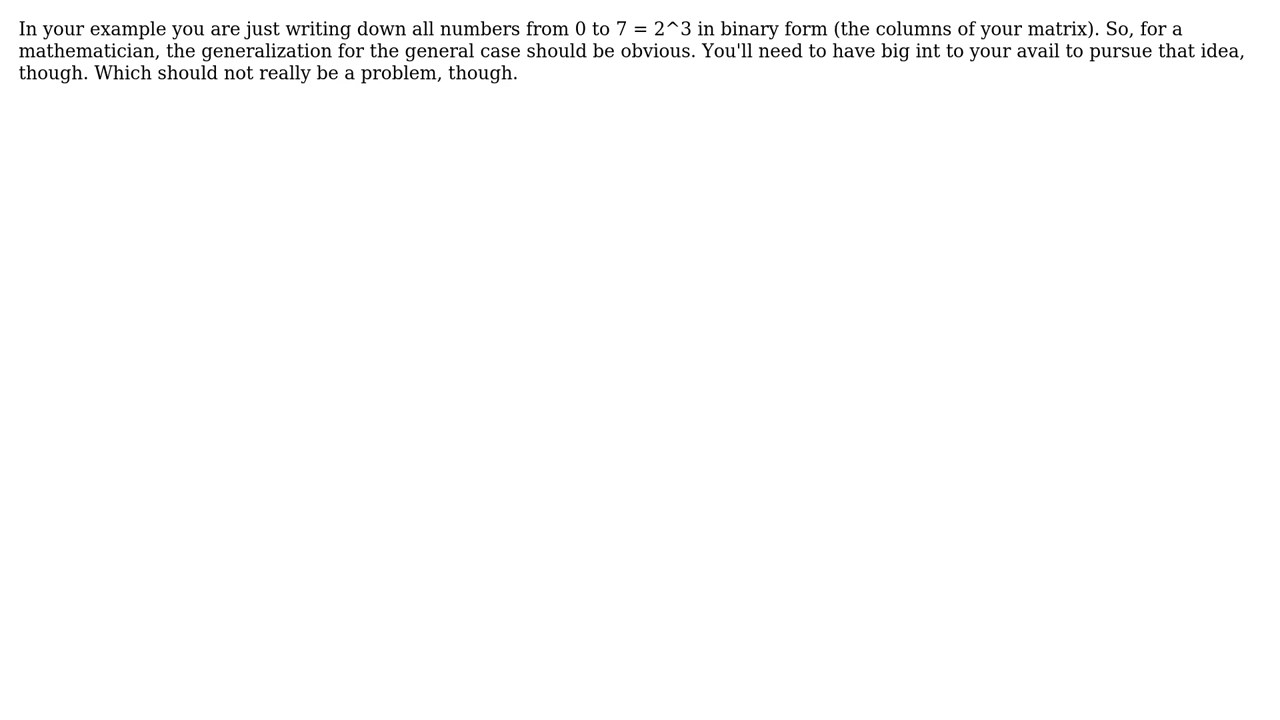 In your example you are just writing down all numbers from 0 to 7 = 2^3 in binary form (the columns of your matrix). So, for a
mathematician, the generalization for the general case should be obvious. You'll need to have big int to your avail to pursue that idea,
though. Which should not really be a problem, though.